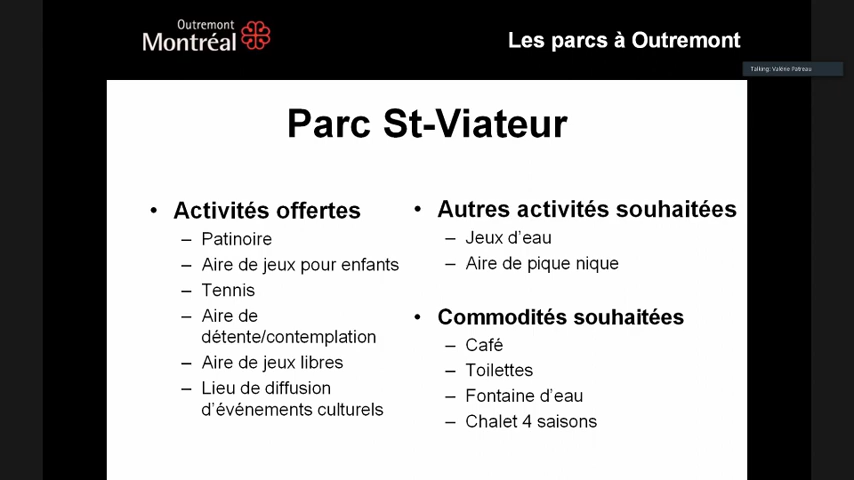 Outremont
Montréal
Les parcs à Outremont
Talking: Valérie Patreau
Parc St-Viateur
• Activités offertes
– Patinoire
– Aire de jeux pour enfants
– Tennis
– Aire de
détente/contemplation
– Aire de jeux libres
– Lieu de diffusion
d'événements culturels
• Autres activités souhaitées
– Jeux d'eau
– Aire de pique nique
• Commodités souhaitées
– Café
– Toilettes
– Fontaine d'eau
– Chalet 4 saisons